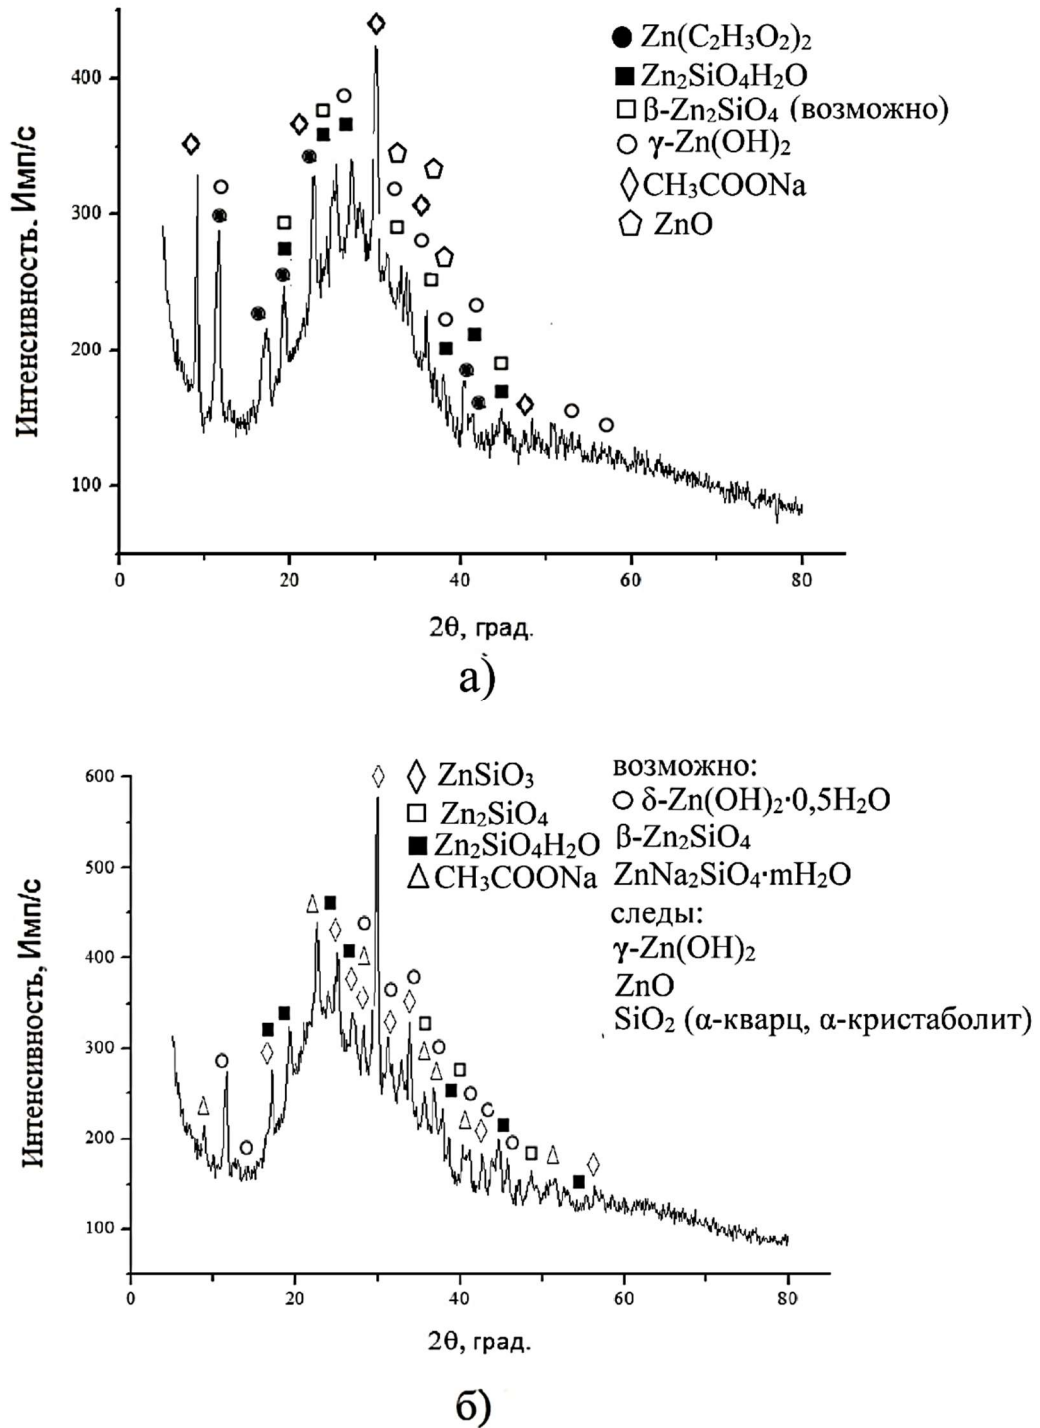 Интенсивность. Имп/с
400
300
200
100
0
20
40
60
80
2θ, град.
Zn(C2H3O2)2
Zn2SiO4H2O
β-Zn2SiO4 (возможно)
γ-Zn(OH)2
CH3COONa
ZnO
а)
Интенсивность, Имп/с
600
500
400
300
200
100
0
20
40
60
80
2θ, град.
ZnSiO3
Zn2SiO4
Zn2SiO4H2O
CH3COONa
возможно:
δ-Zn(OH)2·0,5H2O
β-Zn2SiO4
ZnNa2SiO4·mH2O
следы:
γ-Zn(OH)2
ZnO
SiO2 (α-кварц, α-кристаболит)
б)